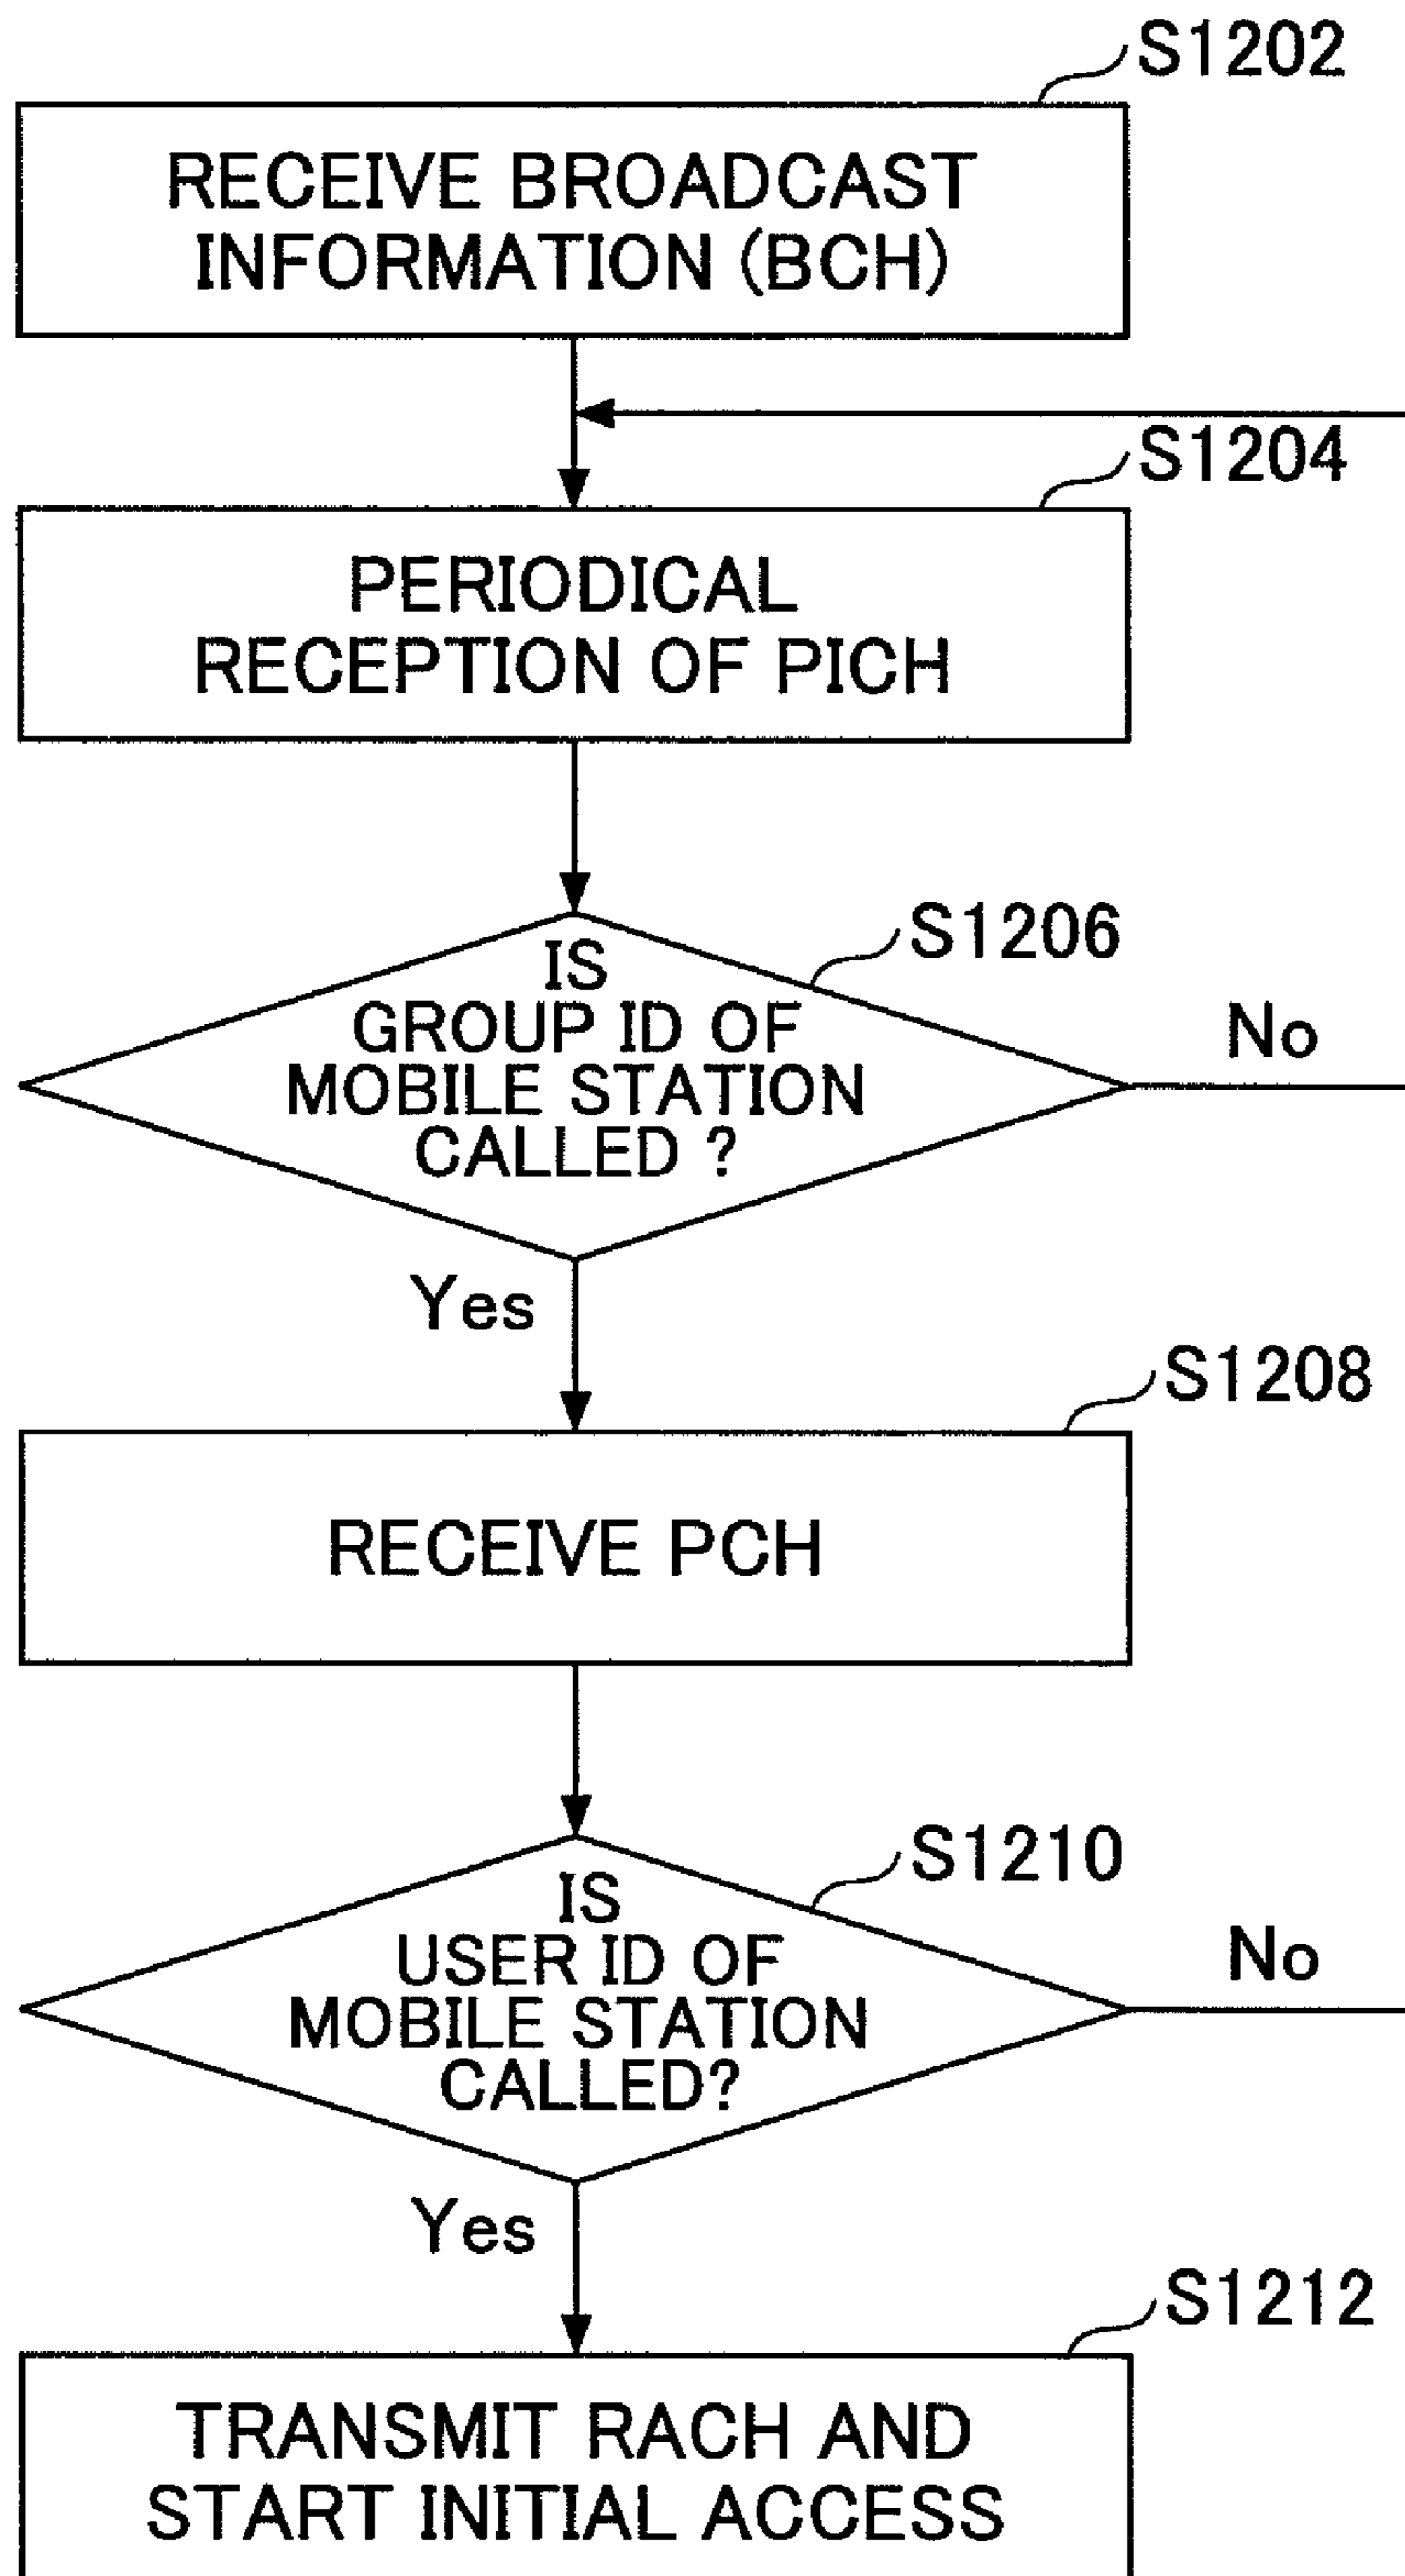 S1202
RECEIVE BROADCAST
INFORMATION (BCH)
S1204
PERIODICAL
RECEPTION OF PICH
S1206
IS
GROUP ID OF
MOBILE STATION
CALLED ?
No
Yes
S1208
RECEIVE PCH
S1210
IS
USER ID OF
MOBILE STATION
CALLED?
No
Yes
S1212
TRANSMIT RACH AND
START INITIAL ACCESS